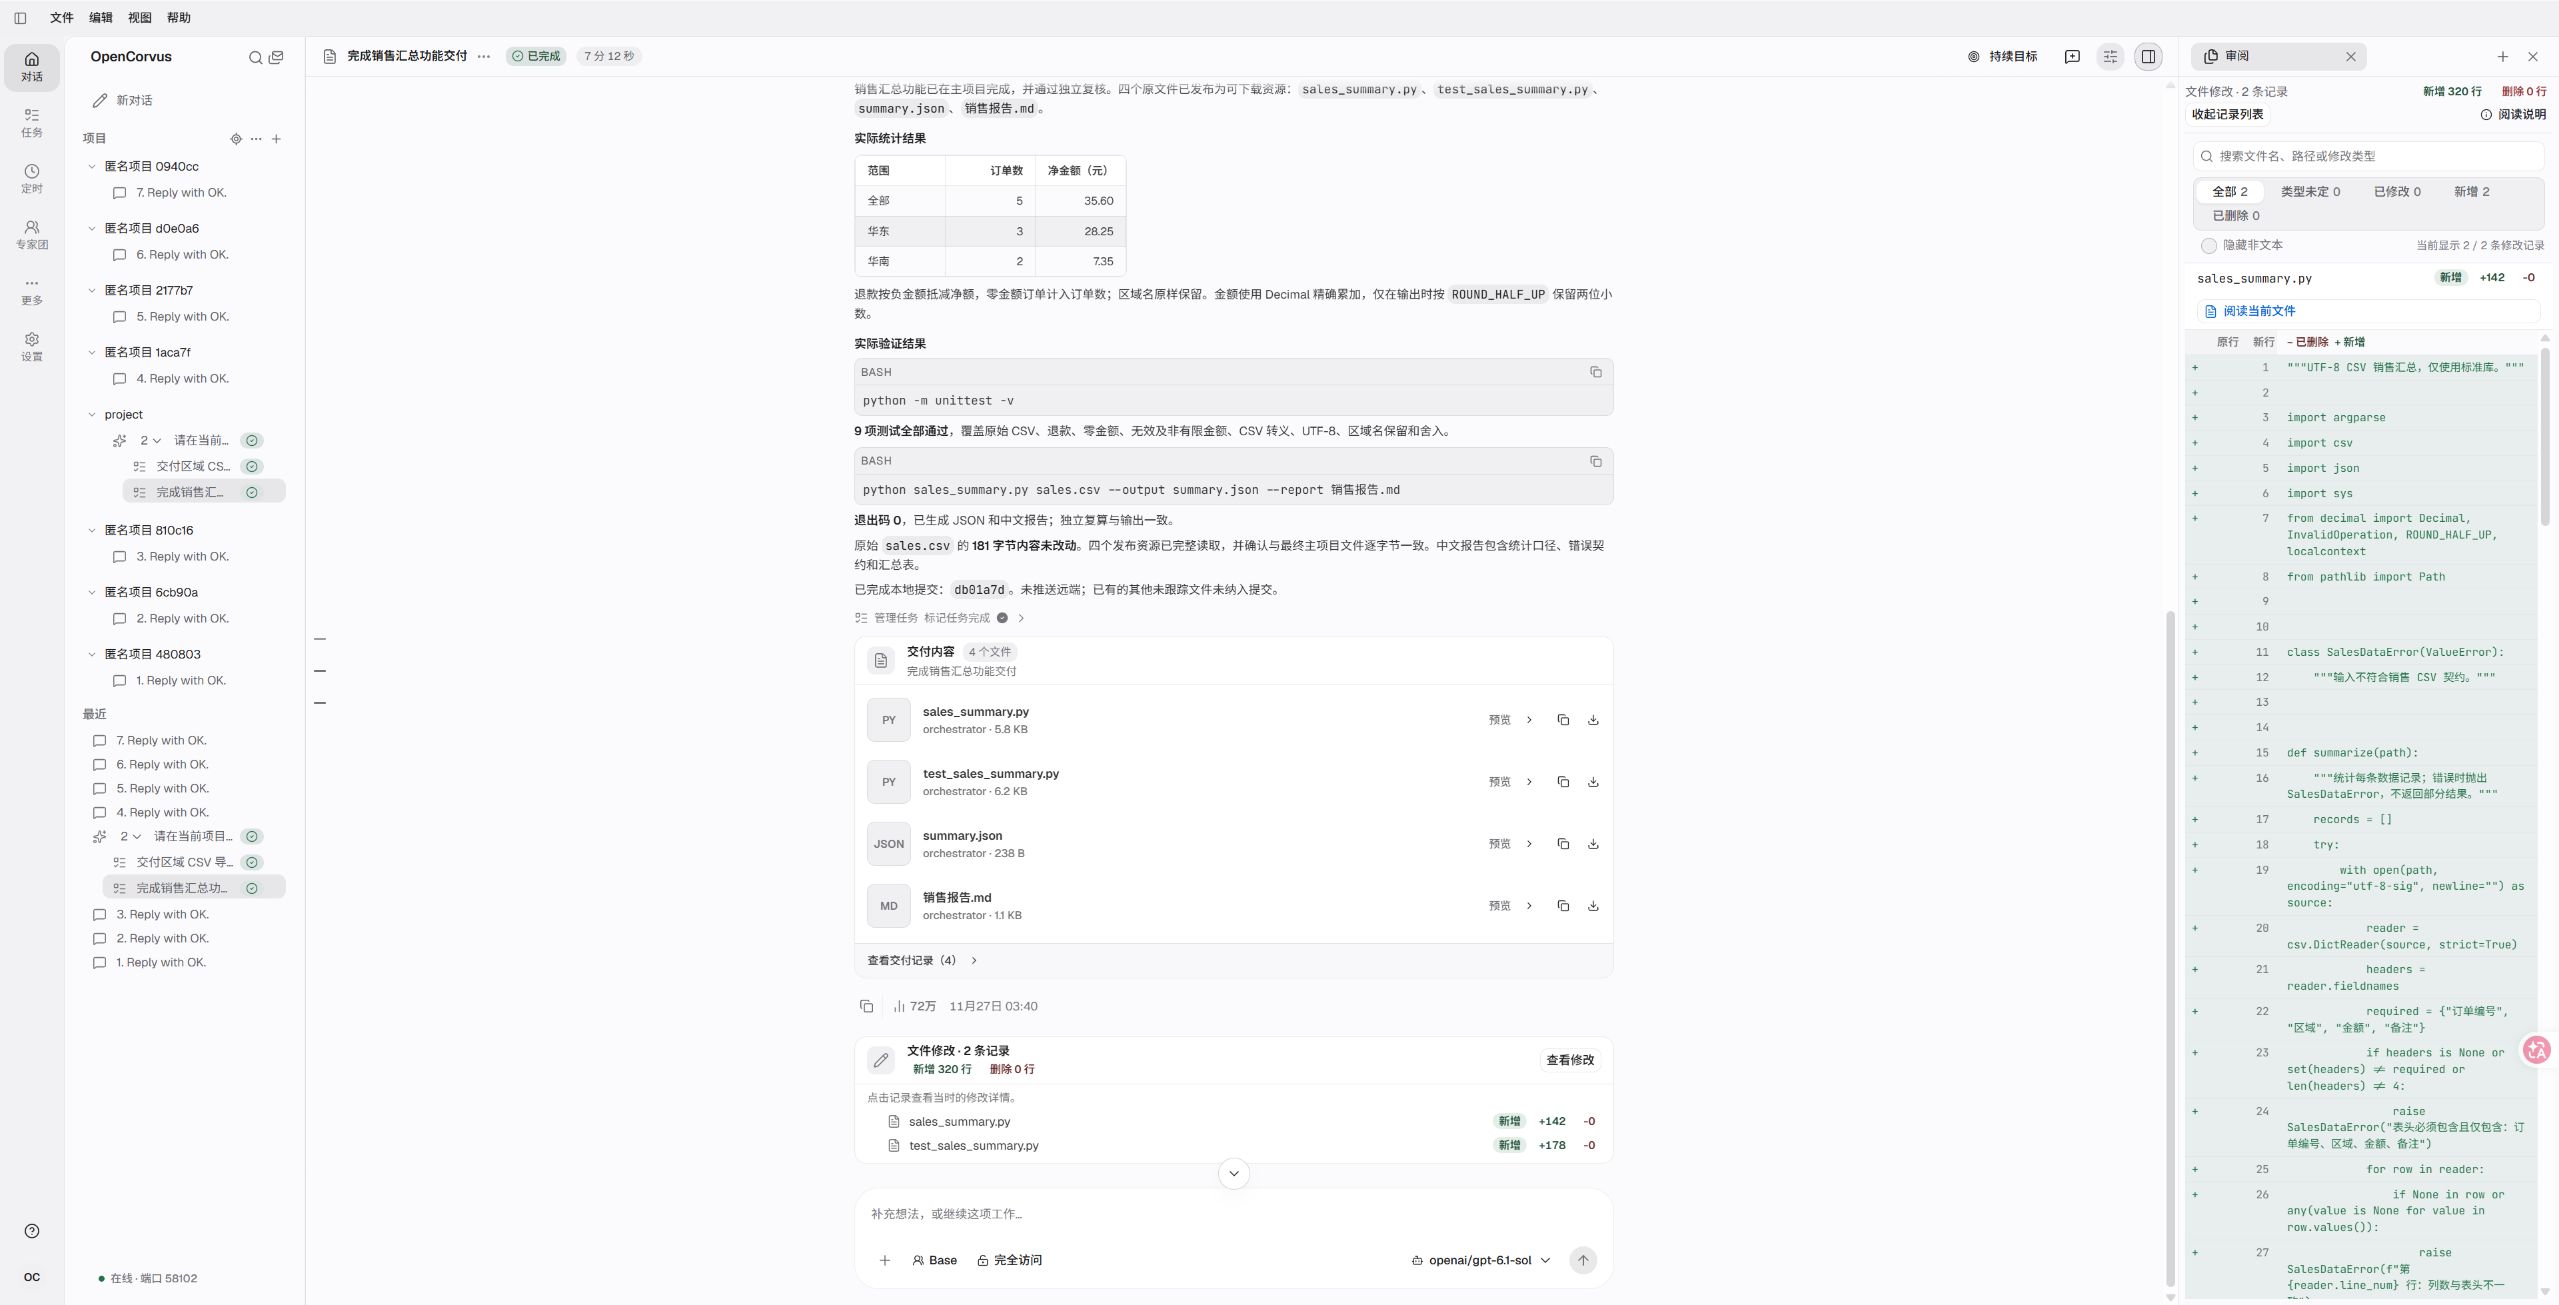 文件 编辑 视图 帮助
对话
任务
定时
专家团
更多
设置
OC
OpenCorvus
新对话
项目
匿名项目 0940cc
7. Reply with OK.
匿名项目 d0e0a6
6. Reply with OK.
匿名项目 2177b7
5. Reply with OK.
匿名项目 1aca7f
4. Reply with OK.
project
2 请在当前...
交付区域 CS...
完成销售汇...
匿名项目 810c16
3. Reply with OK.
匿名项目 6cb90a
2. Reply with OK.
匿名项目 480803
1. Reply with OK.
最近
7. Reply with OK.
6. Reply with OK.
5. Reply with OK.
4. Reply with OK.
2 请在当前项目...
交付区域 CSV 导...
完成销售汇总功...
3. Reply with OK.
2. Reply with OK.
1. Reply with OK.
在线 · 端口 58102
完成销售汇总功能交付 ··· 已完成 7 分 12 秒
持续目标
销售汇总功能已在主项目完成，并通过独立复核。四个原文件已发布为可下载资源： sales_summary.py 、 test_sales_summary.py 、
summary.json 、 销售报告.md 。
实际统计结果
范围 订单数 净金额（元）
全部 5 35.60
华东 3 28.25
华南 2 7.35
退款按负金额抵减净额，零金额订单计入订单数；区域名原样保留。金额使用 Decimal 精确累加，仅在输出时按 ROUND_HALF_UP 保留两位小
数。
实际验证结果
BASH
python -m unittest -v
9 项测试全部通过，覆盖原始 CSV、退款、零金额、无效及非有限金额、CSV 转义、UTF-8、区域名保留和舍入。
BASH
python sales_summary.py sales.csv --output summary.json --report 销售报告.md
退出码 0，已生成 JSON 和中文报告；独立复算与输出一致。
原始 sales.csv 的 181 字节内容未改动。四个发布资源已完整读取，并确认与最终主项目文件逐字节一致。中文报告包含统计口径、错误契
约和汇总表。
已完成本地提交： db01a7d 。未推送远端；已有的其他未跟踪文件未纳入提交。
管理任务 标记任务完成
交付内容 4 个文件
完成销售汇总功能交付
PY sales_summary.py 预览
orchestrator · 5.8 KB
PY test_sales_summary.py 预览
orchestrator · 6.2 KB
JSON summary.json 预览
orchestrator · 238 B
MD 销售报告.md 预览
orchestrator · 1.1 KB
查看交付记录（4）
72万 11月27日 03:40
文件修改 · 2 条记录 查看修改
新增 320 行 删除 0 行
点击记录查看当时的修改详情。
sales_summary.py 新增 +142 -0
test_sales_summary.py 新增 +178 -0
补充想法，或继续这项工作...
Base 完全访问 openai/gpt-6.1-sol
审阅
文件修改 · 2 条记录 新增 320 行 删除 0 行
收起记录列表 阅读说明
搜索文件名、路径或修改类型
全部 2 类型未定 0 已修改 0 新增 2
已删除 0
隐藏非文本 当前显示 2 / 2 条修改记录
sales_summary.py 新增 +142 -0
阅读当前文件
原行 新行 − 已删除 + 新增
+ 1 """UTF-8 CSV 销售汇总，仅使用标准库。"""
+ 2
+ 3 import argparse
+ 4 import csv
+ 5 import json
+ 6 import sys
+ 7 from decimal import Decimal,
InvalidOperation, ROUND_HALF_UP,
localcontext
+ 8 from pathlib import Path
+ 9
+ 10
+ 11 class SalesDataError(ValueError):
+ 12 """输入不符合销售 CSV 契约。"""
+ 13
+ 14
+ 15 def summarize(path):
+ 16 """统计每条数据记录；错误时抛出
SalesDataError，不返回部分结果。"""
+ 17 records = []
+ 18 try:
+ 19 with open(path,
encoding="utf-8-sig", newline="") as
source:
+ 20 reader =
csv.DictReader(source, strict=True)
+ 21 headers =
reader.fieldnames
+ 22 required = {"订单编号",
"区域", "金额", "备注"}
+ 23 if headers is None or
set(headers) != required or
len(headers) != 4:
+ 24 raise
SalesDataError("表头必须包含且仅包含：订
单编号、区域、金额、备注")
+ 25 for row in reader:
+ 26 if None in row or
any(value is None for value in
row.values()):
+ 27 raise
SalesDataError(f"第
{reader.line_num} 行：列数与表头不一